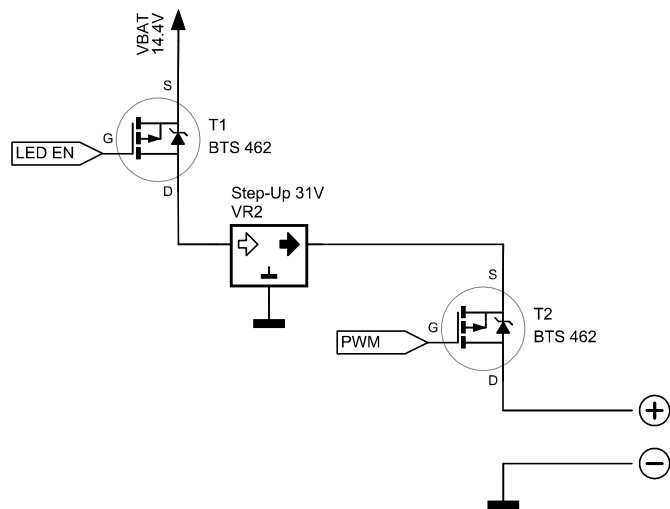 VBAT
14.4V
S
G
D
T1
BTS 462
LED EN
Step-Up 31V
VR2
S
G
D
T2
BTS 462
PWM
+
−